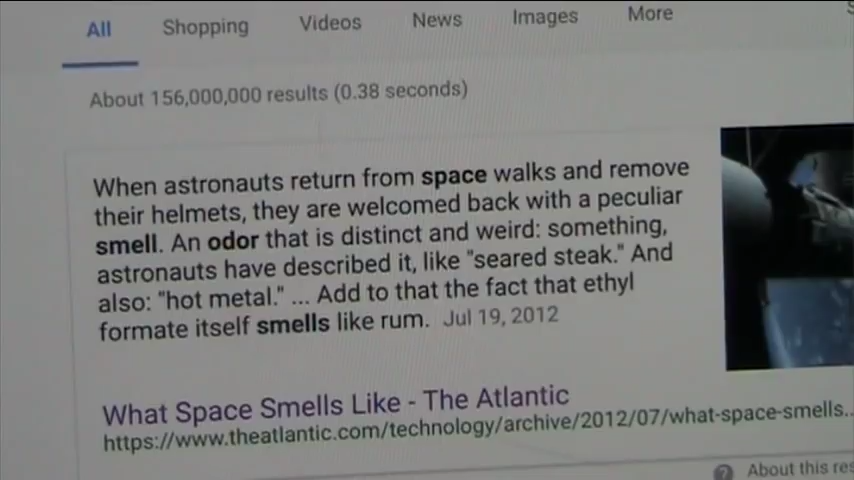 All Shopping Videos News Images More
About 156,000,000 results (0.38 seconds)
When astronauts return from space walks and remove
their helmets, they are welcomed back with a peculiar
smell. An odor that is distinct and weird: something,
astronauts have described it, like "seared steak." And
also: "hot metal." ... Add to that the fact that ethyl
formate itself smells like rum. Jul 19, 2012
What Space Smells Like - The Atlantic
https://www.theatlantic.com/technology/archive/2012/07/what-space-smells...
About this res